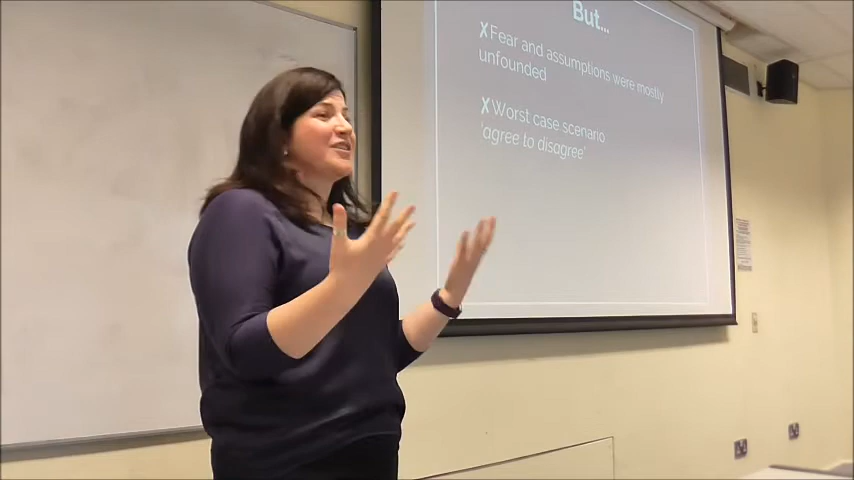 But...
✗Fear and assumptions were mostly
unfounded
✗Worst case scenario
'agree to disagree'